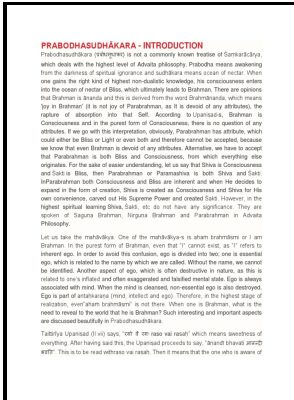 PRABODHASUDHĀKARA - INTRODUCTION
Prabodhasudhākara (प्रबोधसुधाकर) is not a commonly known treatise of Śaṁkarācārya,
which deals with the highest level of Advaita philosophy. Prabodha means awakening
from the darkness of spiritual ignorance and sudhākara means ocean of nectar. When
one gains the right kind of highest non-dualistic knowledge, his consciousness enters
into the ocean of nectar of Bliss, which ultimately leads to Brahman. There are opinions
that Brahman is ānanda and this is derived from the word Brahmānanda, which means
'joy in Brahman' (it is not joy of Parabrahman, as It is devoid of any attributes), the
rapture of absorption into that Self. According to Upaniṣad-s, Brahman is
Consciousness and in the purest form of Consciousness, there is no question of any
attributes. If we go with this interpretation, obviously, Parabrahman has attribute, which
could either be Bliss or Light or even both and therefore cannot be accepted, because
we know that even Brahman is devoid of any attributes. Alternative, we have to accept
that Parabrahman is both Bliss and Consciousness, from which everything else
originates. For the sake of easier understanding, let us say that Shiva is Consciousness
and Śakti is Bliss, then Parabrahman or Paramaśiva is both Shiva and Śakti.
InParabrahman both Consciousness and Bliss are inherent and when He decides to
expand in the form of creation, Shiva is created as Consciousness and Shiva for His
own convenience, carved out His Supreme Power and created Śakti. However, in the
highest spiritual learning Shiva, Śakti, etc do not have any significance. They are
spoken of Saguṇa Brahman, Nirguṇa Brahman and Parabrahman in Advaita
Philosophy.
Let us take the mahāvākya. One of the mahāvākya-s is aham brahmāsmi or I am
Brahman. In the purest form of Brahman, even that "I" cannot exist, as "I" refers to
inherent ego. In order to avoid this confusion, ego is divided into two; one is essential
ego, which is related to the name by which we are called. Without the name, we cannot
be identified. Another aspect of ego, which is often destructive in nature, as this is
related to one's inflated and often exaggerated and falsified mental state. Ego is always
associated with mind. When the mind is cleansed, non-essential ego is also destroyed.
Ego is part of antaḥkaraṇa (mind, intellect and ego). Therefore, in the highest stage of
realization, even"aham brahmāsmi" is not there. When one is Brahman, what is the
need to reveal to the world that he is Brahman? Such interesting and important aspects
are discussed beautifully in Prabodhasudhākara.
Taittirīya Upaniṣad (II.vii) says, "रसो वै सः raso vai saḥ" which means sweetness of
everything. After having said this, the Upaniṣad proceeds to say, "ānandī bhavati आनन्दी
भवति". This is to be read withraso vai saḥ. Then it means that the one who is aware of